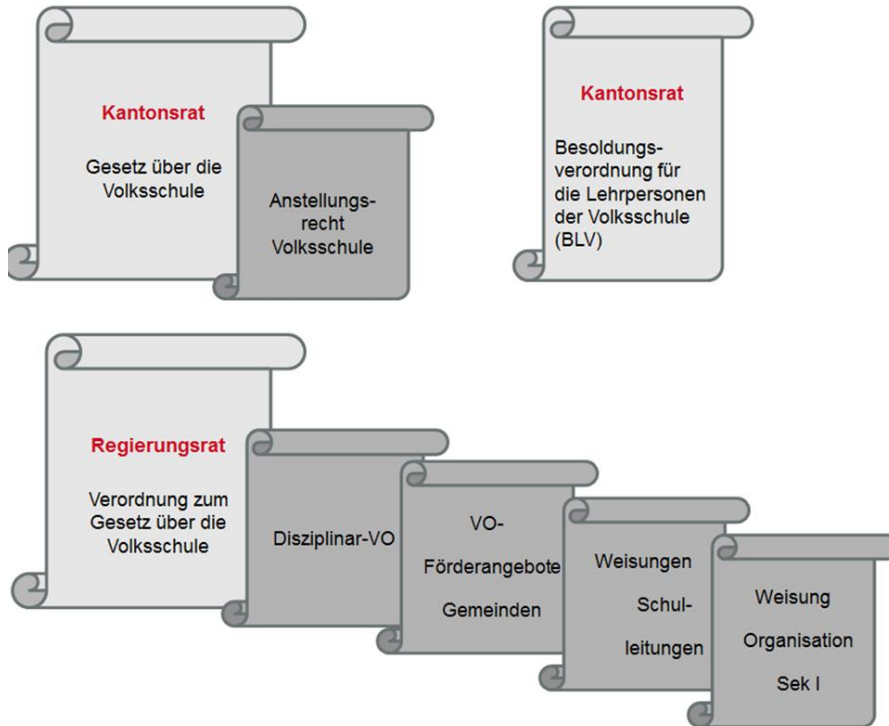 Kantonsrat
Gesetz über die
Volksschule
Anstellungs-
recht
Volksschule
Kantonsrat
Besoldungs-
verordnung für
die Lehrpersonen
der Volksschule
(BLV)
Regierungsrat
Verordnung zum
Gesetz über die
Volksschule
Disziplinar-VO
VO-
Förderangebote
Gemeinden
Weisungen
Schul-
leitungen
Weisung
Organisation
Sek I